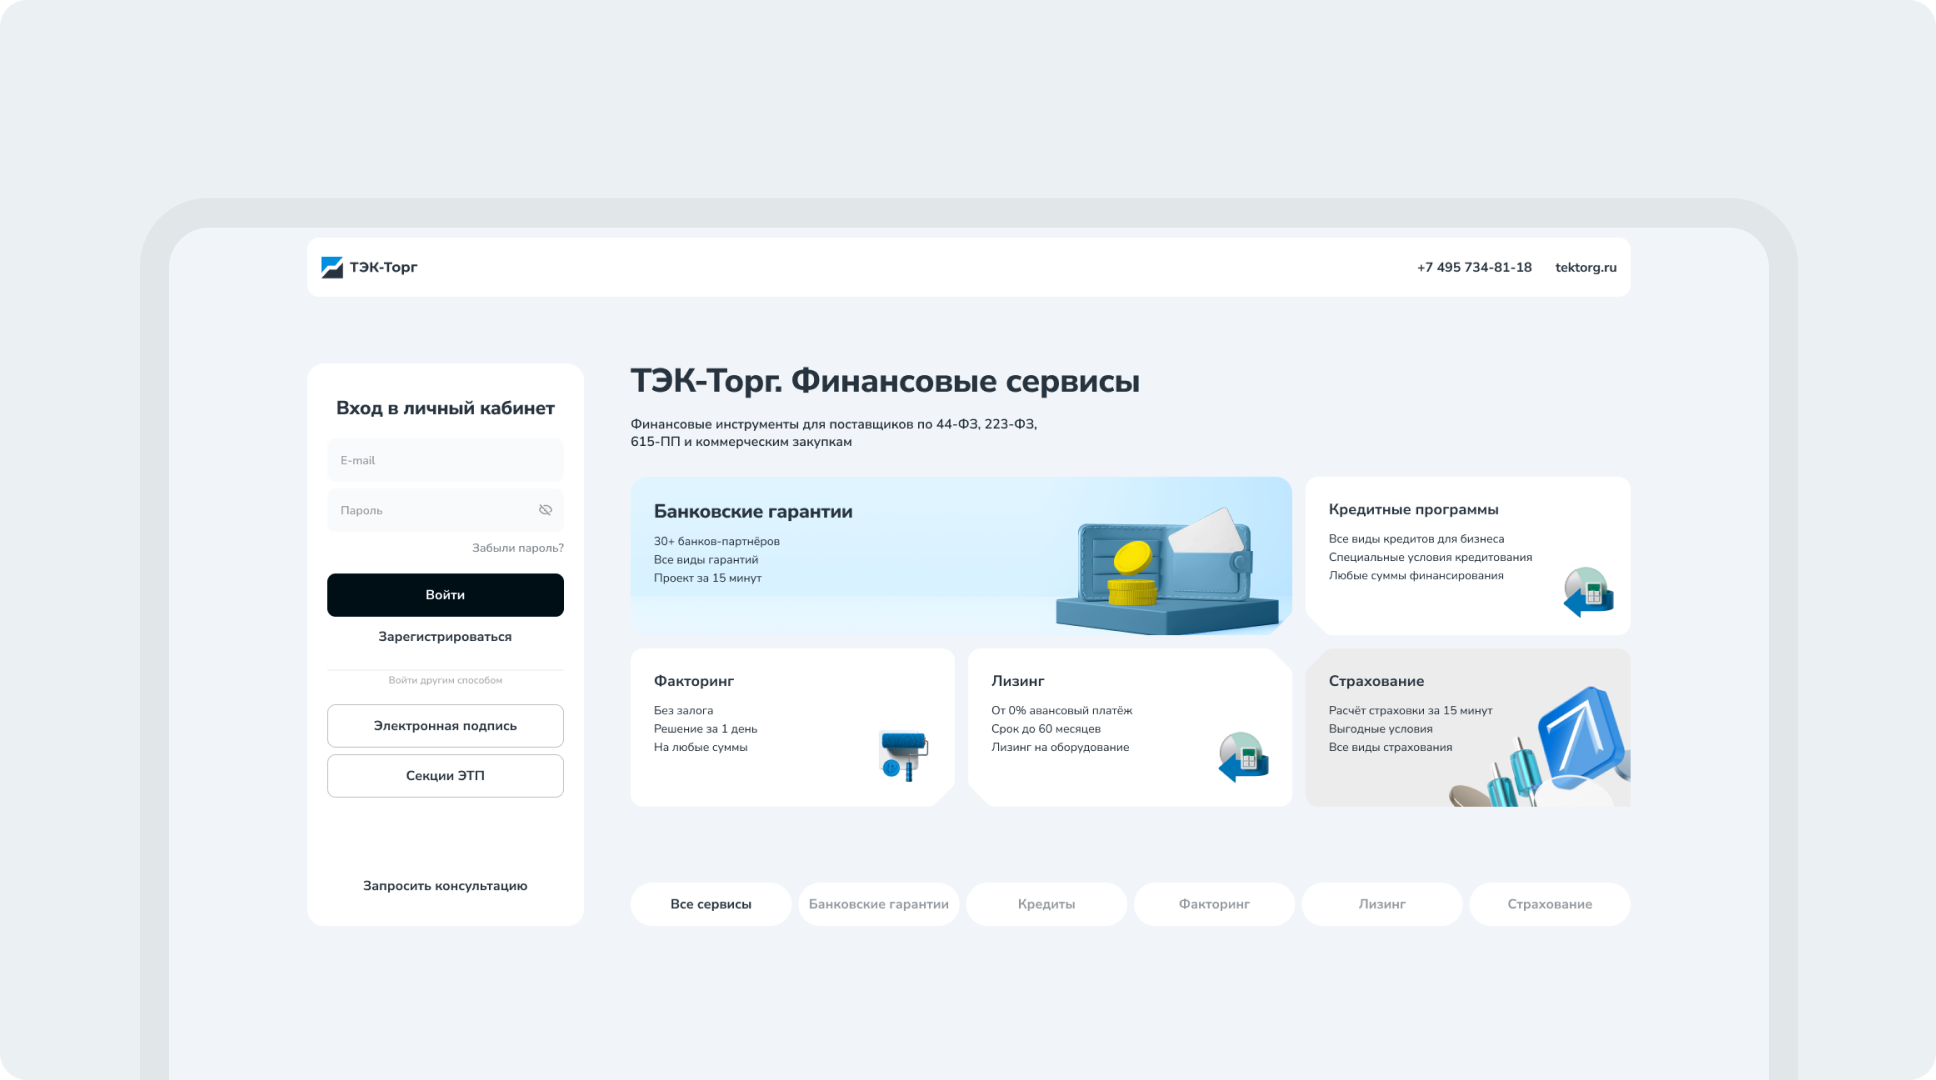 ТЭК-Торг
+7 495 734-81-18
tektorg.ru
Вход в личный кабинет
E-mail
Пароль
Забыли пароль?
Войти
Зарегистрироваться
Войти другим способом
Электронная подпись
Секции ЭТП
Запросить консультацию
ТЭК-Торг. Финансовые сервисы
Финансовые инструменты для поставщиков по 44-ФЗ, 223-ФЗ,
615-ПП и коммерческим закупкам
Банковские гарантии
30+ банков-партнёров
Все виды гарантий
Проект за 15 минут
Кредитные программы
Все виды кредитов для бизнеса
Специальные условия кредитования
Любые суммы финансирования
Факторинг
Без залога
Решение за 1 день
На любые суммы
Лизинг
От 0% авансовый платёж
Срок до 60 месяцев
Лизинг на оборудование
Страхование
Расчёт страховки за 15 минут
Выгодные условия
Все виды страхования
Все сервисы
Банковские гарантии
Кредиты
Факторинг
Лизинг
Страхование